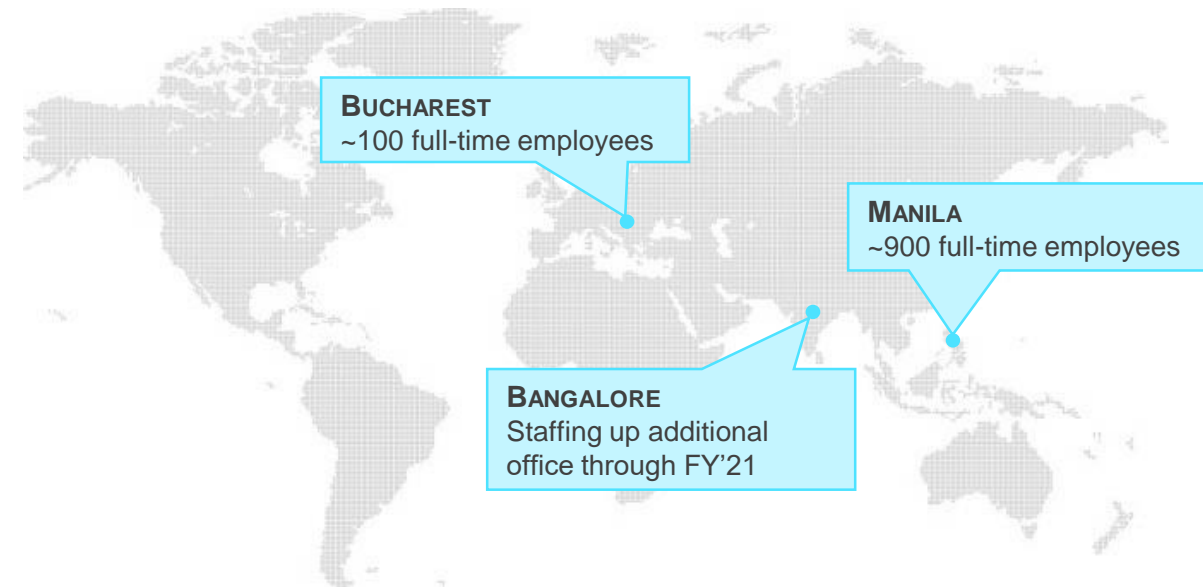 BUCHAREST
~100 full-time employees
MANILA
~900 full-time employees
BANGALORE
Staffing up additional
office through FY’21